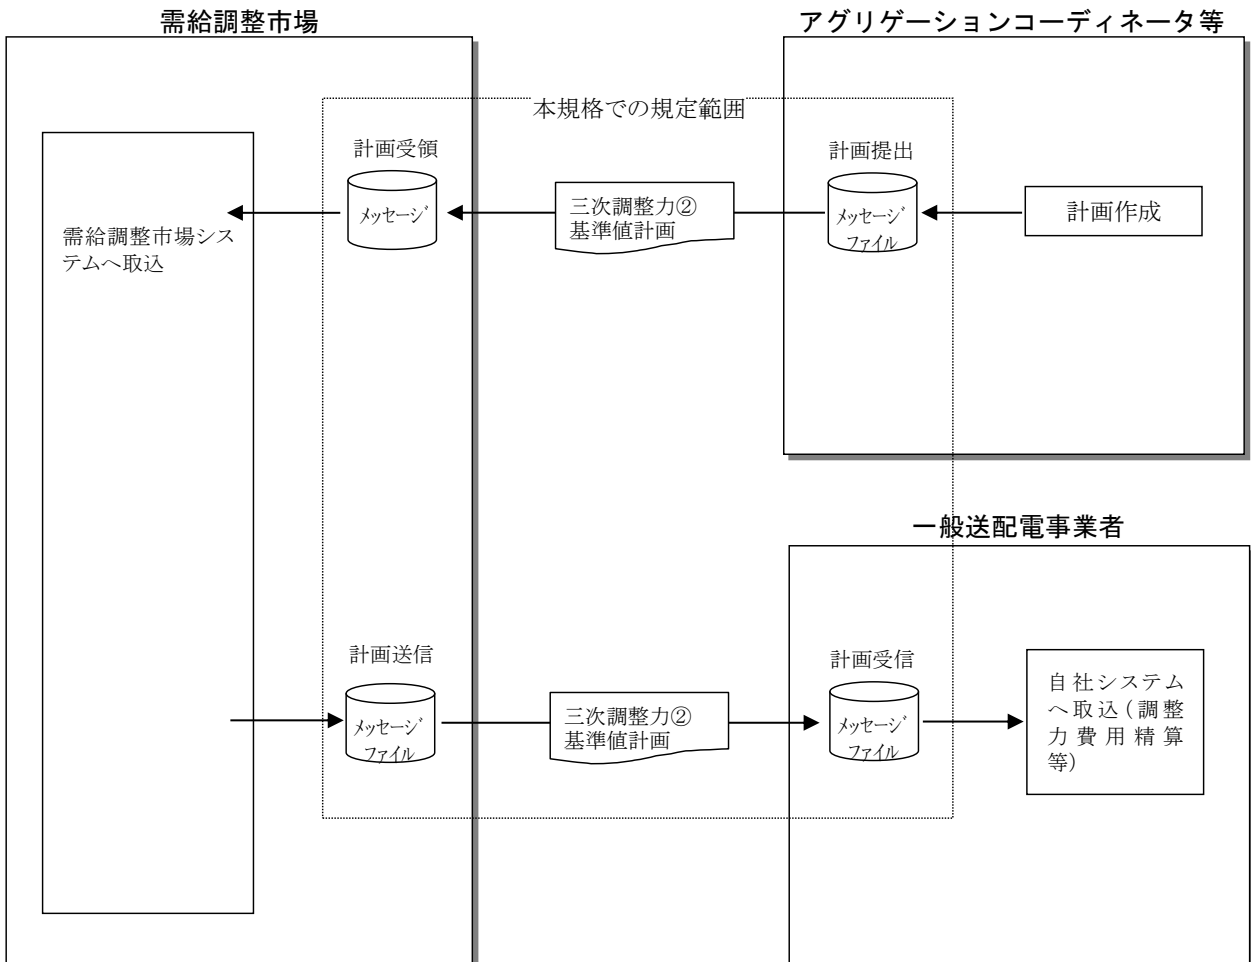 需給調整市場
アグリゲーションコーディネータ等
本規格での規定範囲
計画受領
メッセージ
需給調整市場シス
テムへ取込
三次調整力②
基準値計画
計画提出
メッセージ
ファイル
計画作成
一般送配電事業者
計画送信
メッセージ
ファイル
三次調整力②
基準値計画
計画受信
メッセージ
ファイル
自社システム
へ取込(調整
力費用精算
等)